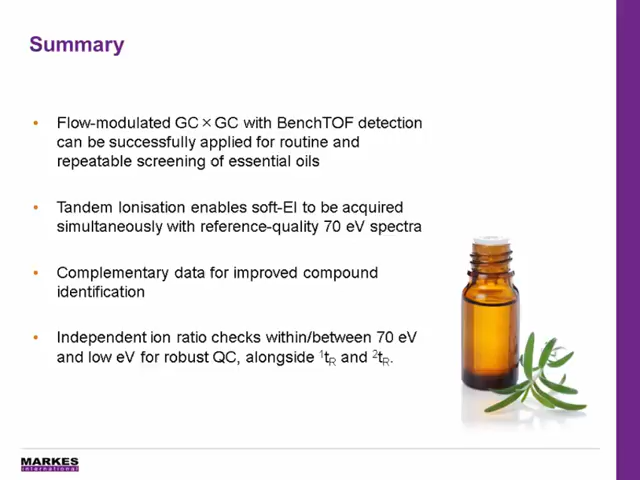 Summary
• Flow-modulated GC×GC with BenchTOF detection
can be successfully applied for routine and
repeatable screening of essential oils
• Tandem Ionisation enables soft-EI to be acquired
simultaneously with reference-quality 70 eV spectra
• Complementary data for improved compound
identification
• Independent ion ratio checks within/between 70 eV
and low eV for robust QC, alongside ¹tR and ²tR.
MARKES
international